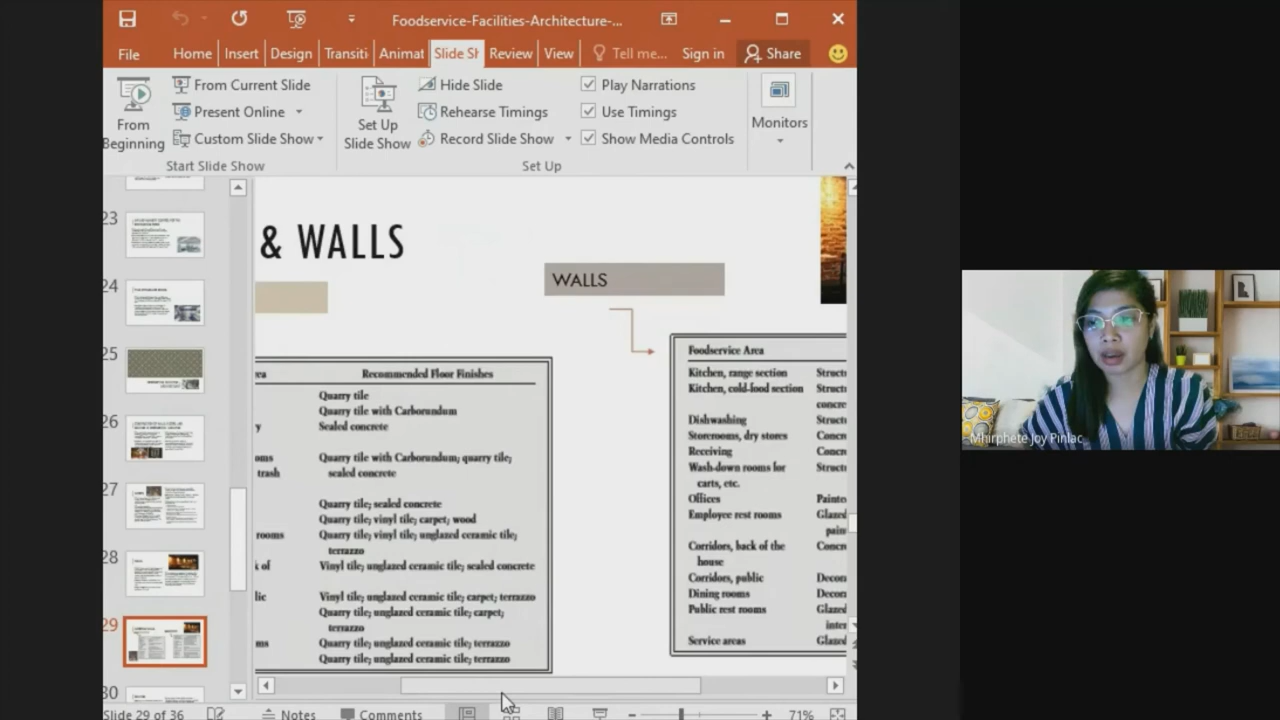 Foodservice-Facilities-Architecture-...
File Home Insert Design Transiti Animat Slide Sh Review View Tell me... Sign in Share
From Beginning
From Current Slide
Present Online
Custom Slide Show
Start Slide Show
Set Up Slide Show
Hide Slide
Rehearse Timings
Record Slide Show
Play Narrations
Use Timings
Show Media Controls
Set Up
Monitors
23
24
25
26
27
28
29
30
& WALLS
WALLS
Recommended Floor Finishes
Quarry tile
Quarry tile with Carborundum
Sealed concrete
Quarry tile with Carborundum; quarry tile;
trash sealed concrete
Quarry tile; sealed concrete
Quarry tile; vinyl tile; carpet; wood
rooms Quarry tile; vinyl tile; unglazed ceramic tile;
terrazzo
Vinyl tile; unglazed ceramic tile; sealed concrete
Vinyl tile; unglazed ceramic tile; carpet; terrazzo
Quarry tile; unglazed ceramic tile; carpet;
terrazzo
Quarry tile; unglazed ceramic tile; terrazzo
Quarry tile; unglazed ceramic tile; terrazzo
Foodservice Area
Kitchen, range section
Kitchen, cold-food section
Dishwashing
Storerooms, dry stores
Receiving
Wash-down rooms for
carts, etc.
Offices
Employee rest rooms
Corridors, back of the
house
Corridors, public
Dining rooms
Public rest rooms
Service areas
Slide 29 of 36 Notes Comments 71%
Mhirphete Joy Pinlac